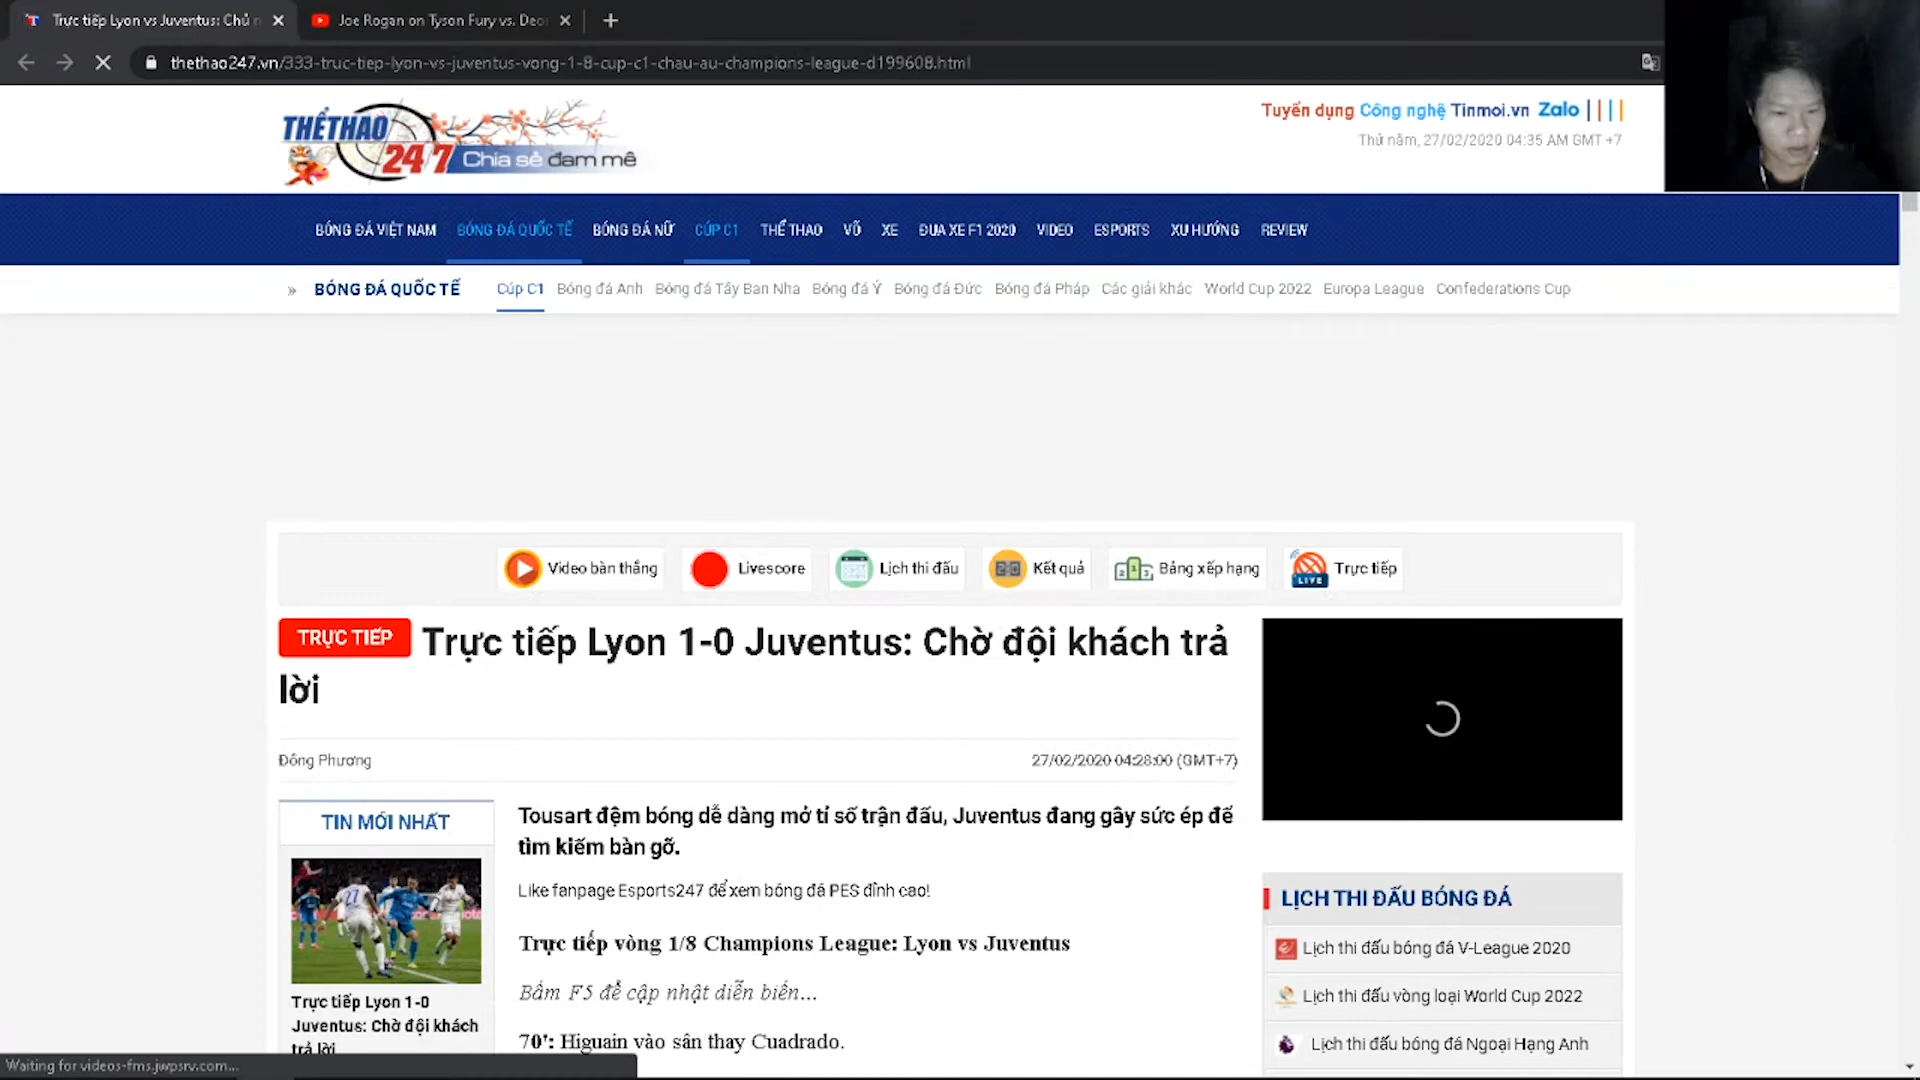 Trực tiếp Lyon vs Juventus: Chủ n
Joe Rogan on Tyson Fury vs. Deon
thethao247.vn/333-truc-tiep-lyon-vs-juventus-vong-1-8-cup-c1-chau-au-champions-league-d199608.html
THỂTHAO
247 Chia sẻ đam mê
Tuyển dụng Công nghệ Tinmoi.vn Zalo
Thứ năm, 27/02/2020 04:35 AM GMT +7
BÓNG ĐÁ VIỆT NAM BÓNG ĐÁ QUỐC TẾ BÓNG ĐÁ NỮ CÚP C1 THỂ THAO VÕ XE ĐUA XE F1 2020 VIDEO ESPORTS XU HƯỚNG REVIEW
» BÓNG ĐÁ QUỐC TẾ Cúp C1 Bóng đá Anh Bóng đá Tây Ban Nha Bóng đá Ý Bóng đá Đức Bóng đá Pháp Các giải khác World Cup 2022 Europa League Confederations Cup
Video bàn thắng Livescore Lịch thi đấu Kết quả Bảng xếp hạng LIVE Trực tiếp
TRỰC TIẾP Trực tiếp Lyon 1-0 Juventus: Chờ đội khách trả
lời
Đông Phương 27/02/2020 04:28:00 (GMT+7)
TIN MỚI NHẤT
Trực tiếp Lyon 1-0
Juventus: Chờ đội khách
trả lời
Tousart đệm bóng dễ dàng mở tỉ số trận đấu, Juventus đang gây sức ép để
tìm kiếm bàn gỡ.
Like fanpage Esports247 để xem bóng đá PES đỉnh cao!
Trực tiếp vòng 1/8 Champions League: Lyon vs Juventus
Bấm F5 để cập nhật diễn biến...
70': Higuain vào sân thay Cuadrado.
LỊCH THI ĐẤU BÓNG ĐÁ
Lịch thi đấu bóng đá V-League 2020
Lịch thi đấu vòng loại World Cup 2022
Lịch thi đấu bóng đá Ngoại Hạng Anh
Waiting for videos-fms.jwpsrv.com...